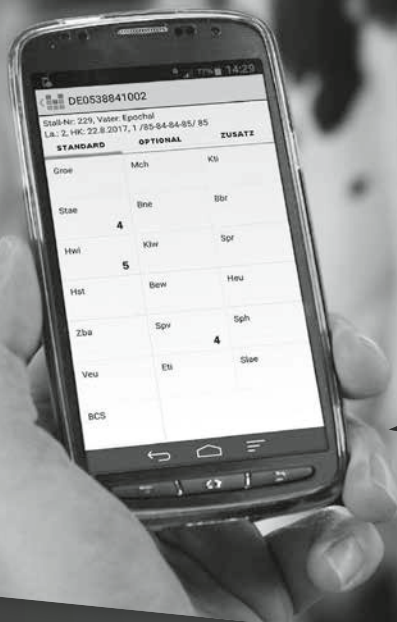 77% 14:29
DE0538841002
Stall-Nr: 229, Vater: Epochal
La.: 2, HK: 22.8.2017, 1 /85-84-84-85/ 85
STANDARD OPTIONAL ZUSATZ
Groe Mch Kti
Stae Bne Bbr
4
Hwi Klw Spr
5
Hst Bew Heu
Zba Spv Sph
4
Veu Eti Slae
BCS